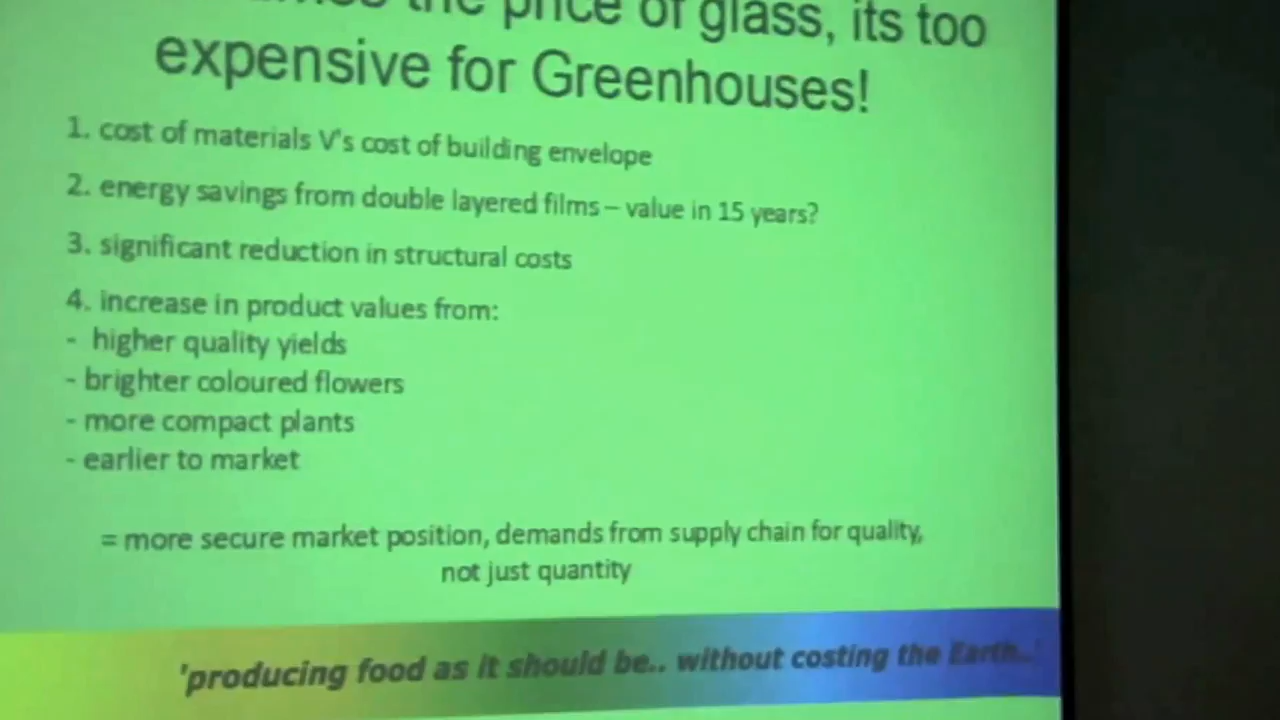 the price of glass, its too
expensive for Greenhouses!
1. cost of materials V's cost of building envelope
2. energy savings from double layered films – value in 15 years?
3. significant reduction in structural costs
4. increase in product values from:
- higher quality yields
- brighter coloured flowers
- more compact plants
- earlier to market
= more secure market position, demands from supply chain for quality,
not just quantity
'producing food as it should be.. without costing the Earth..'